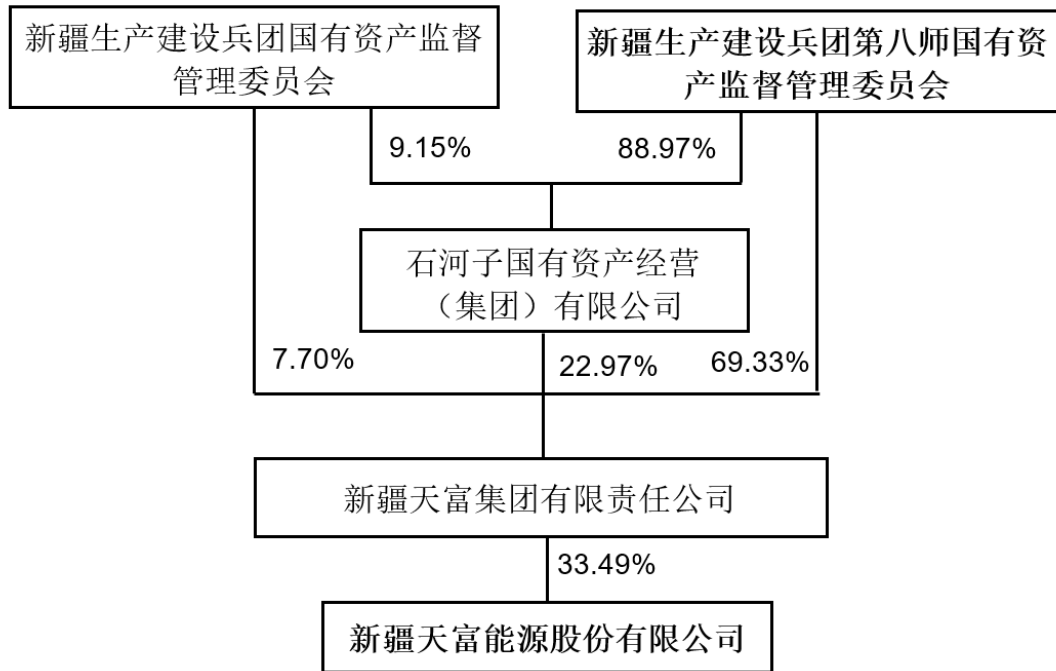 新疆生产建设兵团国有资产监督
管理委员会
新疆生产建设兵团第八师国有资
产监督管理委员会
9.15%
88.97%
石河子国有资产经营
（集团）有限公司
7.70%
22.97%
69.33%
新疆天富集团有限责任公司
33.49%
新疆天富能源股份有限公司